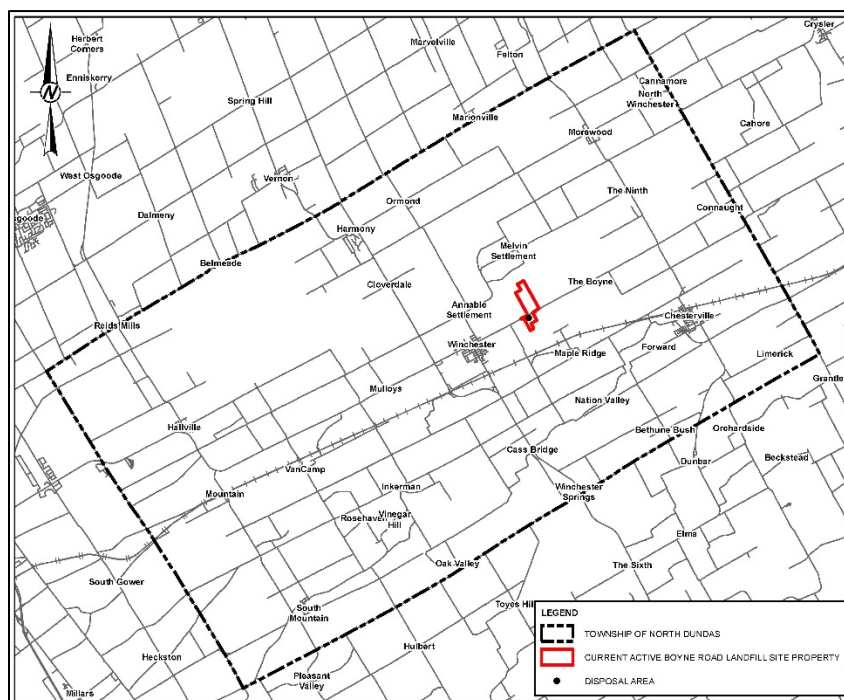 Herbert
Corners
Enniskerry
Marvelville
Felton
Crysler
Cannamore
North
Winchester
Spring Hill
Marionville
Morewood
Cahore
West Osgoode
Vernon
The Ninth
Dalmeny
Ormond
Connaught
Harmony
Melvin
Settlement
Belmeade
Cloverdale
The Boyne
Annable
Settlement
Reids Mills
Chesterville
Winchester
Maple Ridge
Forward
Limerick
Mulloys
Nation Valley
Hallville
Bethune Bush
Orchardside
Cass Bridge
VanCamp
Dunbar
Beckstead
Mountain
Inkerman
Winchester
Springs
Rosehaven
Vinegar
Hill
Elma
Oak Valley
The Sixth
South Gower
South
Mountain
Toyes Hill
Hulbert
Heckston
Pleasant
Valley
Millars
N
LEGEND
TOWNSHIP OF NORTH DUNDAS
CURRENT ACTIVE BOYNE ROAD LANDFILL SITE PROPERTY
DISPOSAL AREA